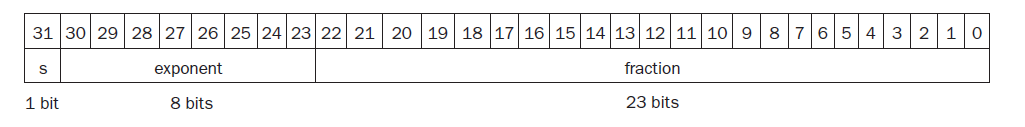 31 30 29 28 27 26 25 24 23 22 21 20 19 18 17 16 15 14 13 12 11 10 9 8 7 6 5 4 3 2 1 0
s exponent fraction
1 bit 8 bits 23 bits